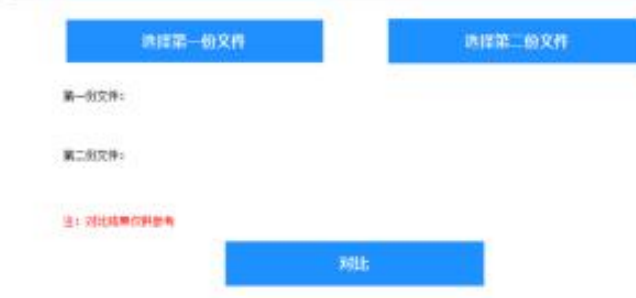 选择第一份文件
选择第二份文件
第一份文件：
第二份文件：
注：对比结果仅供参考
对比